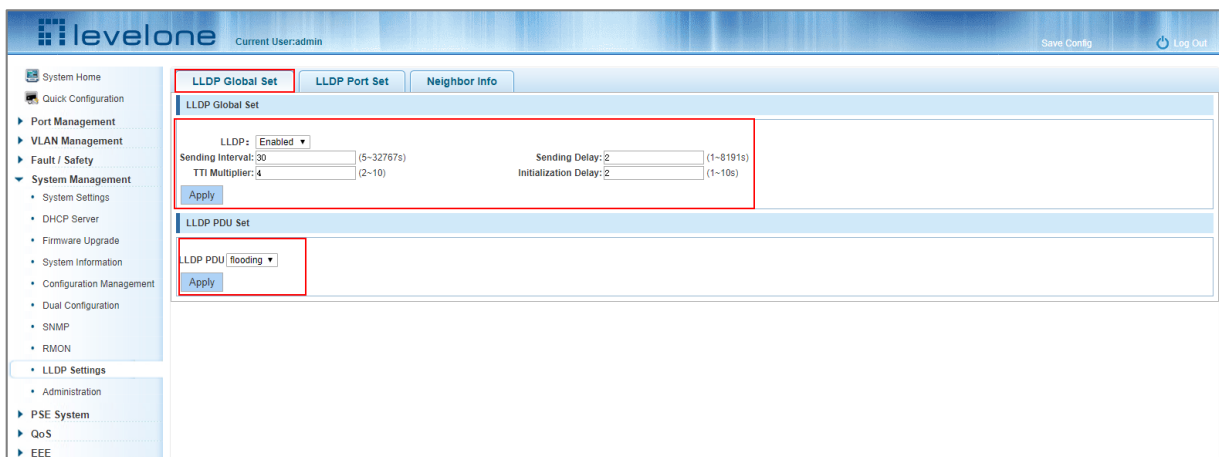 levelone Current User:admin Save Config Log Out
System Home
Quick Configuration
Port Management
VLAN Management
Fault / Safety
System Management
System Settings
DHCP Server
Firmware Upgrade
System Information
Configuration Management
Dual Configuration
SNMP
RMON
LLDP Settings
Administration
PSE System
QoS
EEE
LLDP Global Set LLDP Port Set Neighbor Info
LLDP Global Set
LLDP: Enabled
Sending Interval: 30 (5~32767s) Sending Delay: 2 (1~8191s)
TTI Multiplier: 4 (2~10) Initialization Delay: 2 (1~10s)
Apply
LLDP PDU Set
LLDP PDU flooding
Apply